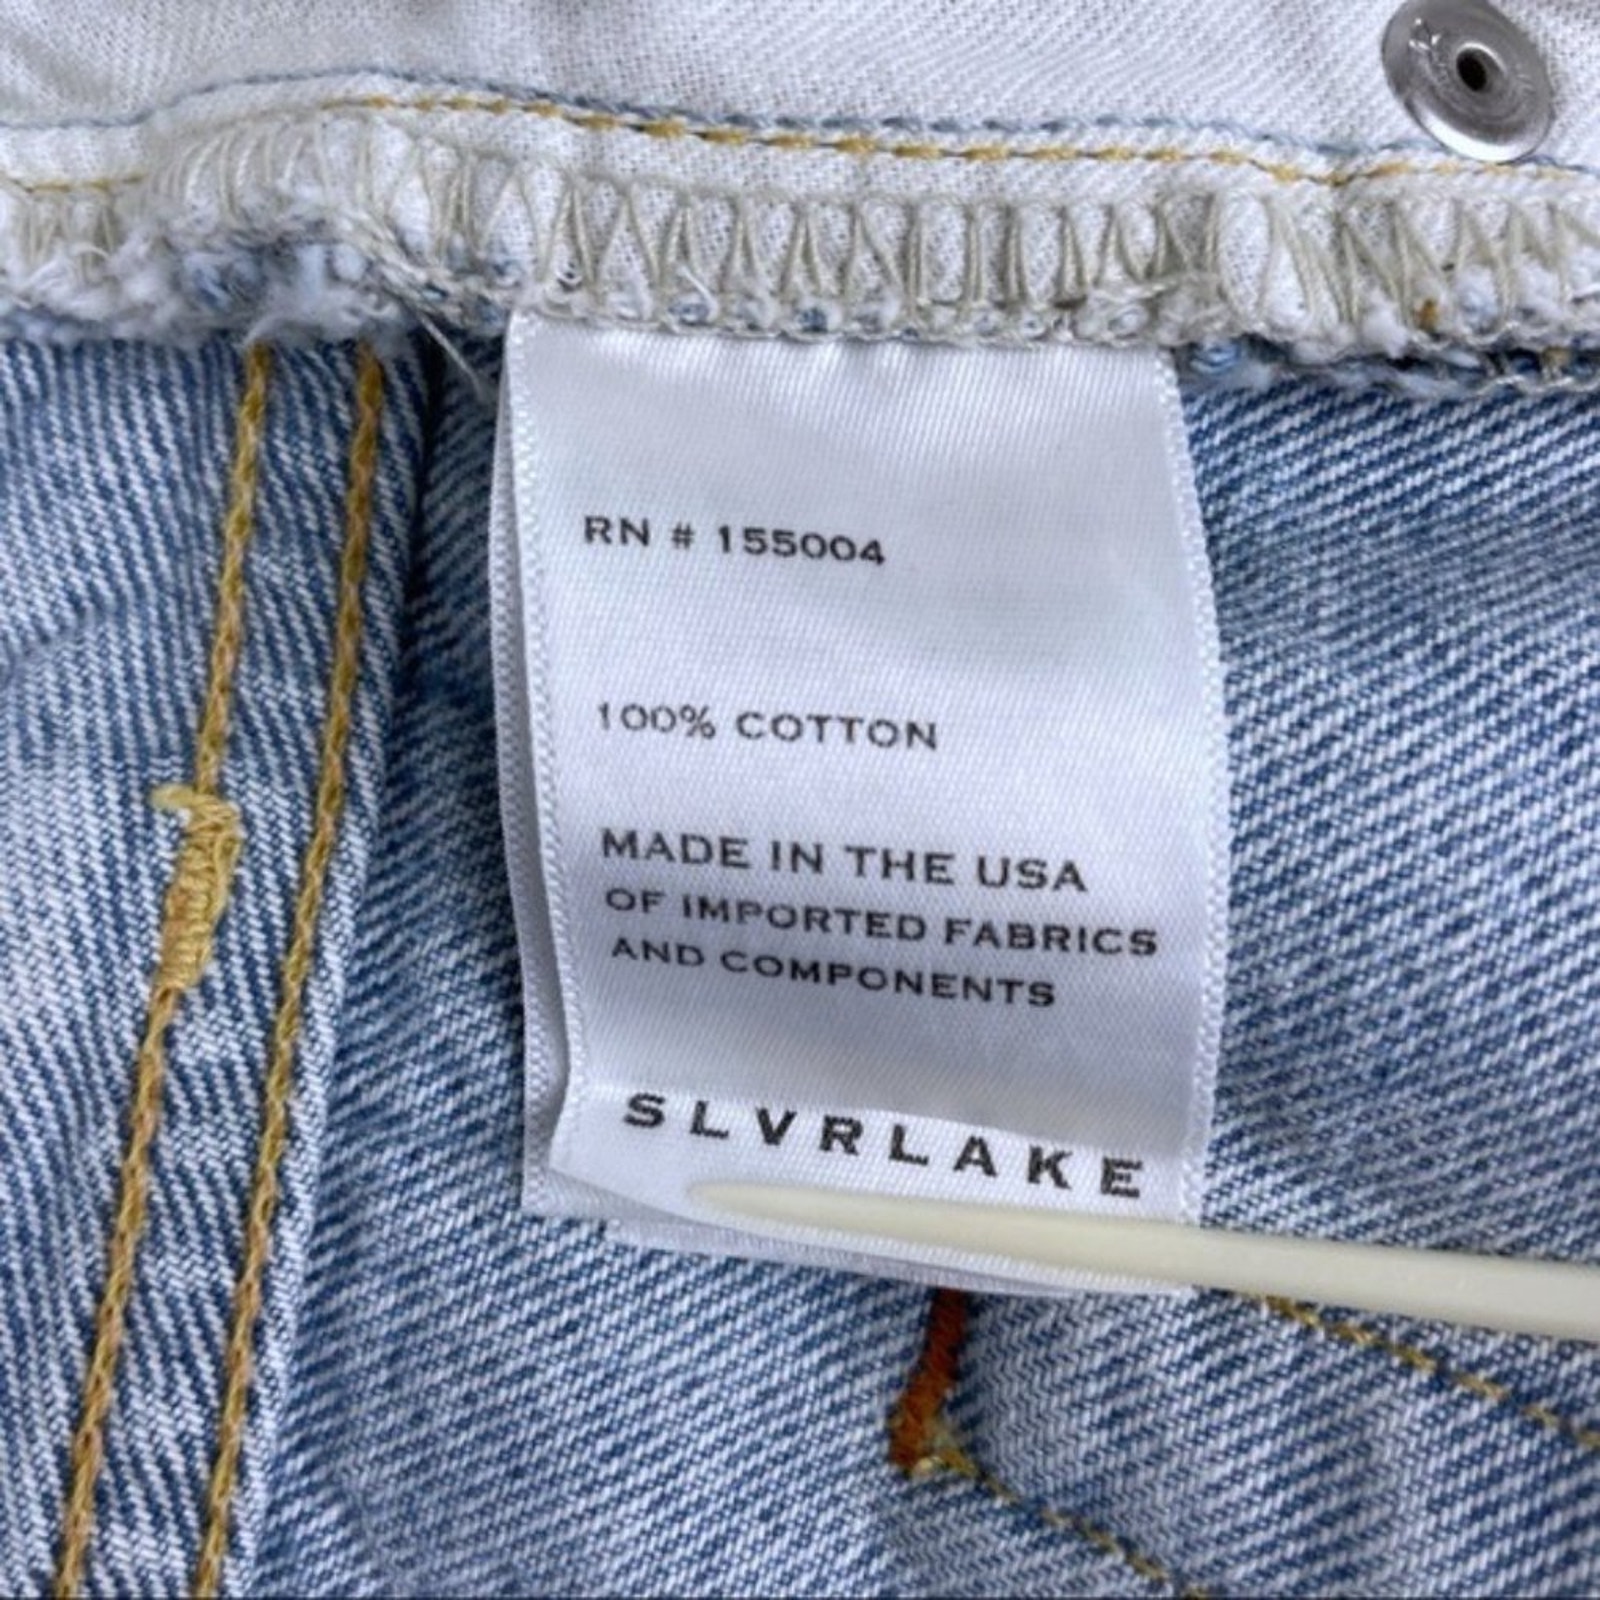 RN # 155004
100% COTTON
MADE IN THE USA
OF IMPORTED FABRICS
AND COMPONENTS
SLVRLAKE